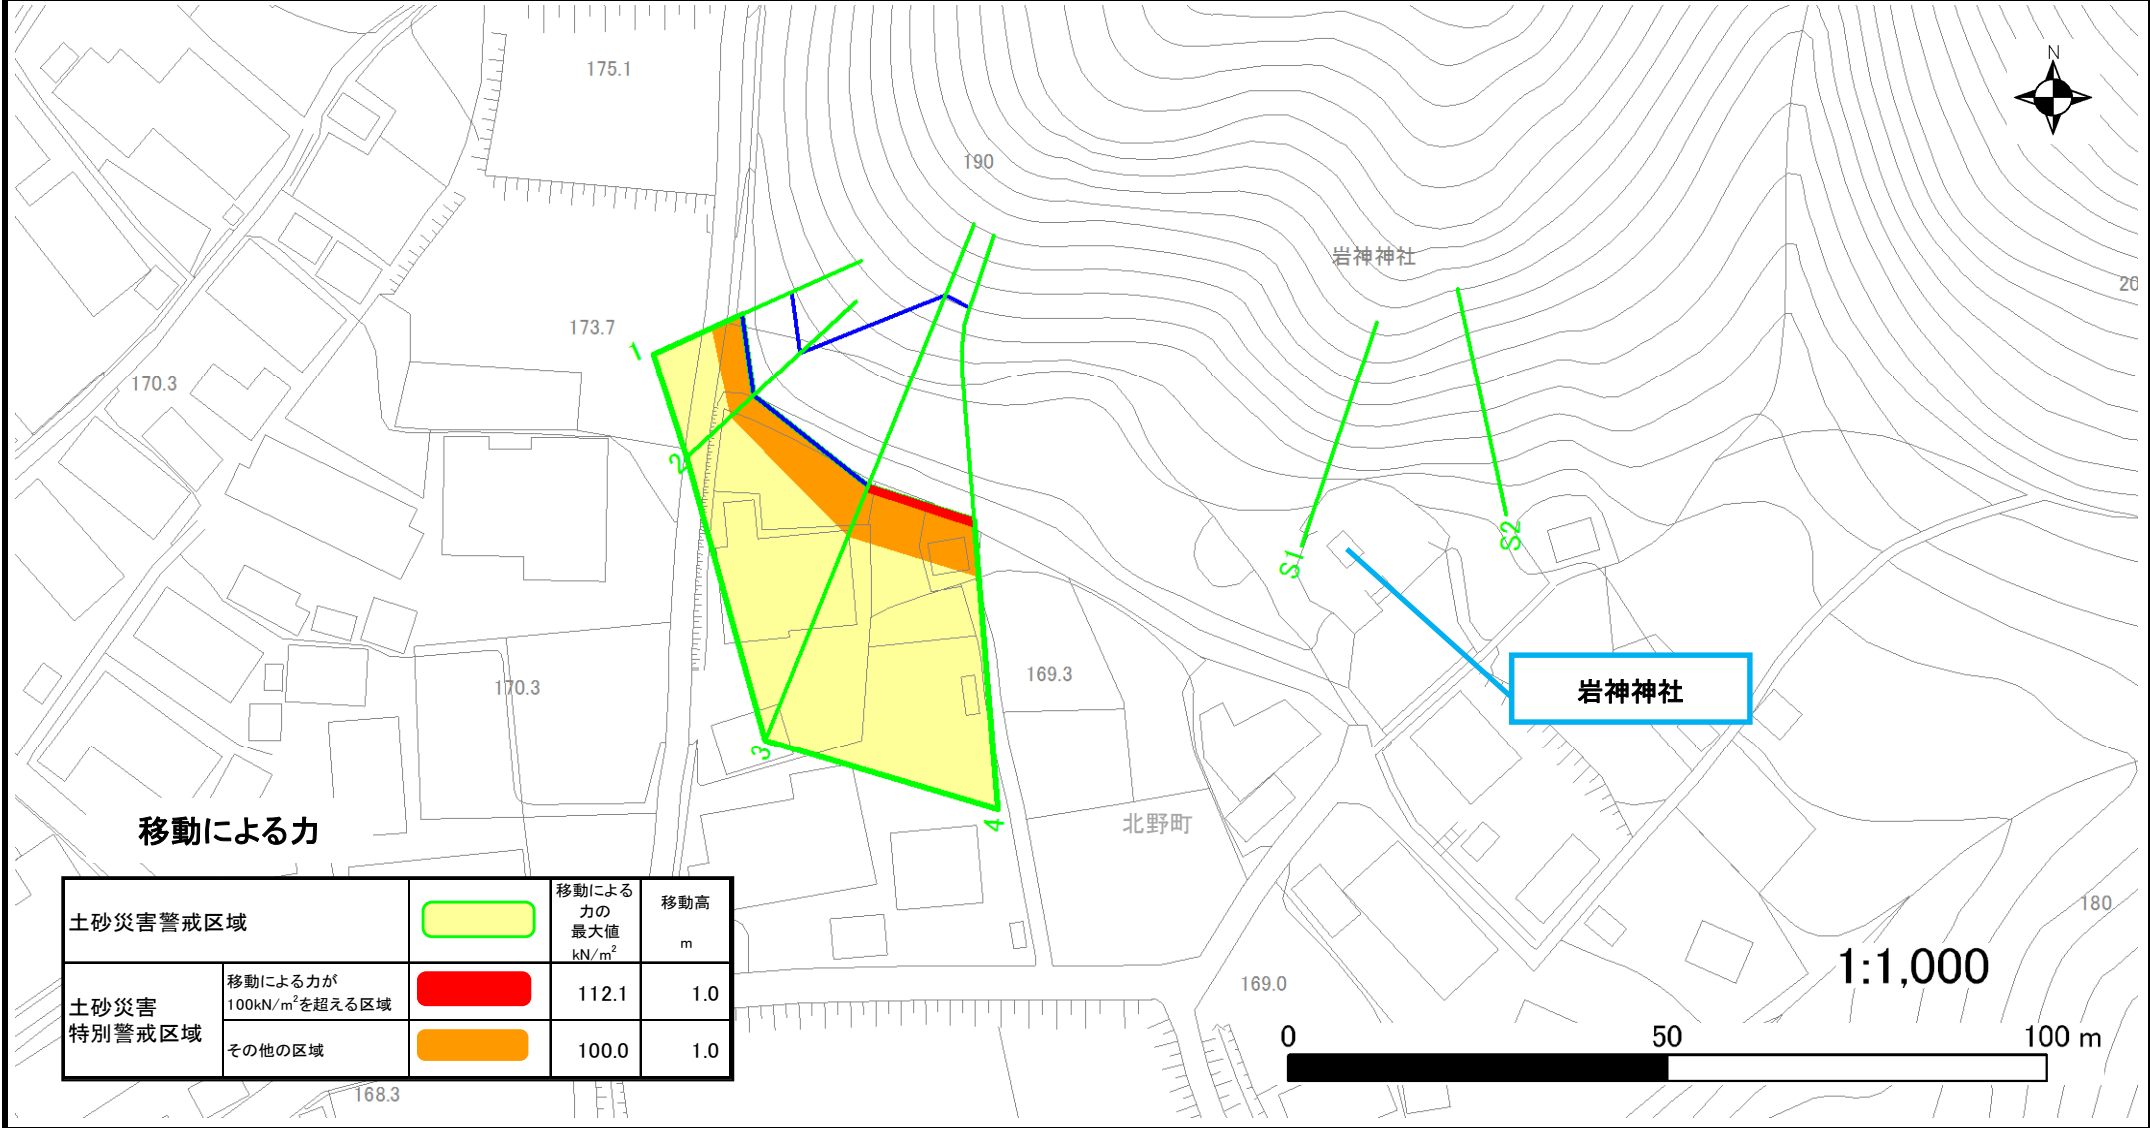 175.1
N
190
岩神神社
20
173.7
1
170.3
2
S1
S2
170.3
169.3
岩神神社
3
4
北野町
移動による力
180
土砂災害警戒区域
移動による
力の
最大値
kN/m²
移動高
m
土砂災害
特別警戒区域
移動による力が
100kN/m²を超える区域
112.1
1.0
その他の区域
100.0
1.0
168.3
169.0
1:1,000
0 50 100 m